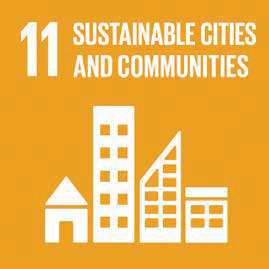 11 SUSTAINABLE CITIES
AND COMMUNITIES